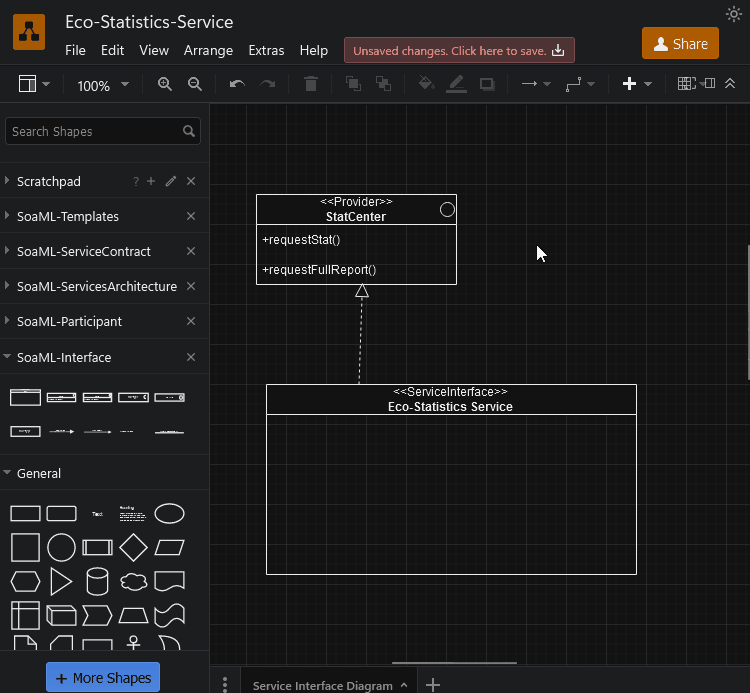 Eco-Statistics-Service
File Edit View Arrange Extras Help
Unsaved changes. Click here to save.
Share
100%
Search Shapes
Scratchpad ?
SoaML-Templates
SoaML-ServiceContract
SoaML-ServicesArchitecture
SoaML-Participant
SoaML-Interface
General
Text
Heading
+ More Shapes
<<Provider>>
StatCenter
+requestStat()
+requestFullReport()
<<ServiceInterface>>
Eco-Statistics Service
Service Interface Diagram